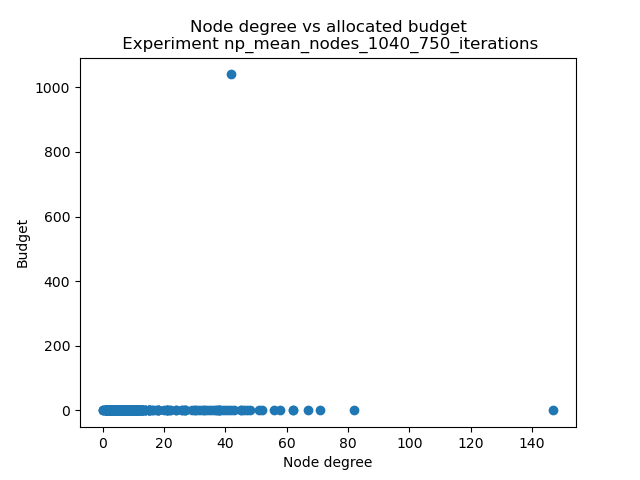 Node degree vs allocated budget
Experiment np_mean_nodes_1040_750_iterations
1000
800
600
400
200
0
Budget
0 20 40 60 80 100 120 140
Node degree